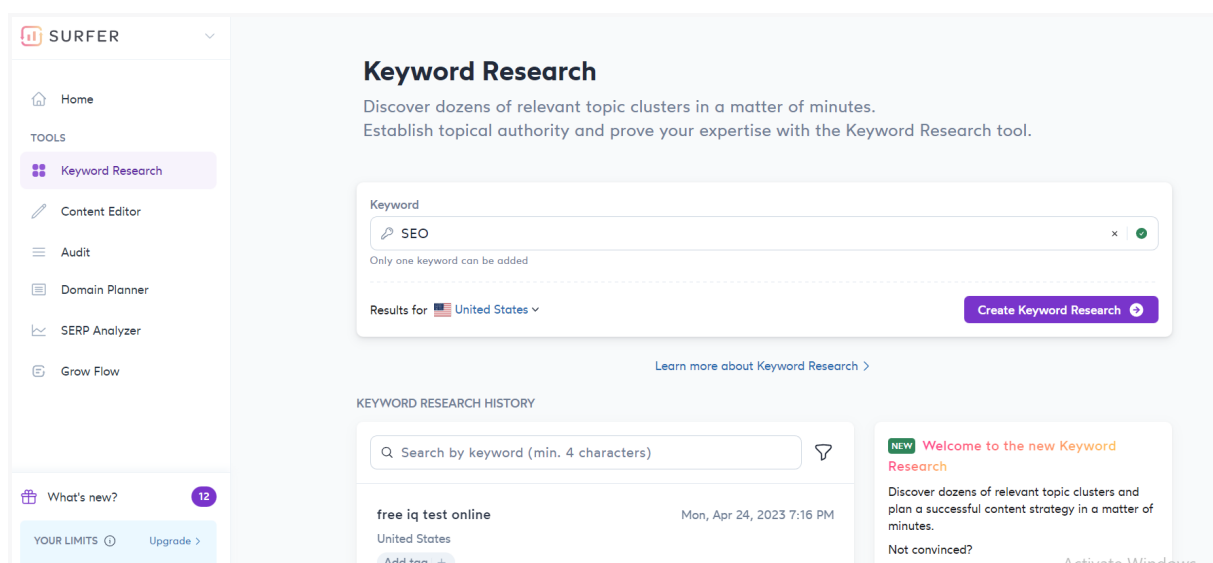 SURFER
Home
TOOLS
Keyword Research
Content Editor
Audit
Domain Planner
SERP Analyzer
Grow Flow
What's new?
12
YOUR LIMITS
Upgrade >
Keyword Research
Discover dozens of relevant topic clusters in a matter of minutes.
Establish topical authority and prove your expertise with the Keyword Research tool.
Keyword
SEO
Only one keyword can be added
Results for United States
Create Keyword Research
Learn more about Keyword Research >
KEYWORD RESEARCH HISTORY
Search by keyword (min. 4 characters)
free iq test online
Mon, Apr 24, 2023 7:16 PM
United States
Add tag +
NEW Welcome to the new Keyword
Research
Discover dozens of relevant topic clusters and
plan a successful content strategy in a matter of
minutes.
Not convinced?
Activate Windows